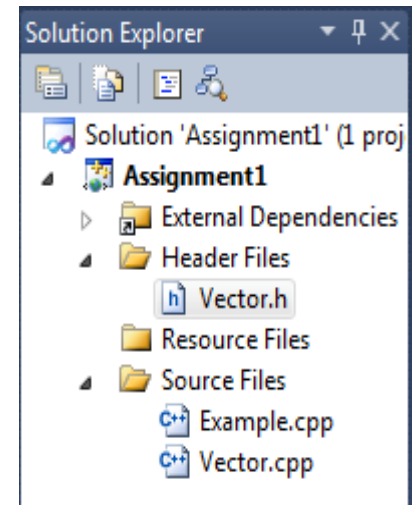 Solution Explorer
Solution 'Assignment1' (1 proj
Assignment1
External Dependencies
Header Files
h Vector.h
Resource Files
Source Files
C++ Example.cpp
C++ Vector.cpp